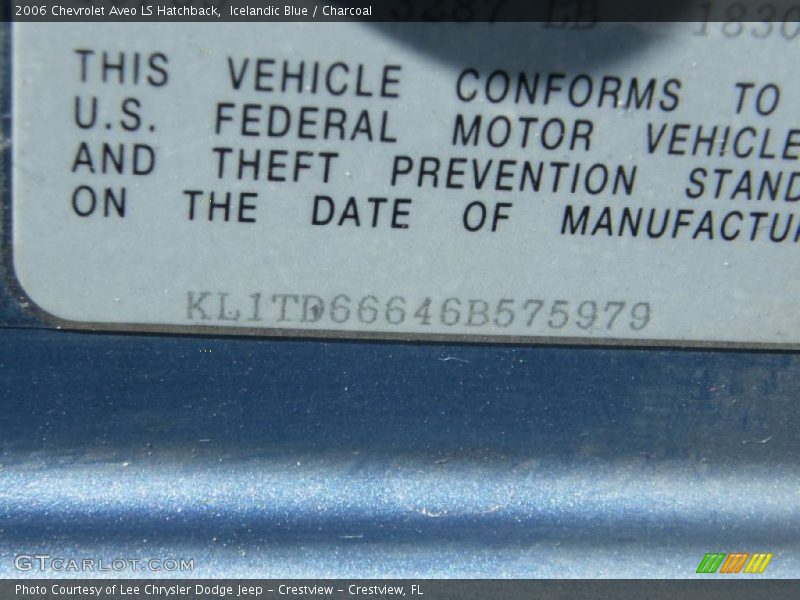 2006 Chevrolet Aveo LS Hatchback,  Icelandic Blue / Charcoal
THIS VEHICLE CONFORMS TO
U.S. FEDERAL MOTOR VEHICLE
AND THEFT PREVENTION STAND
ON THE DATE OF MANUFACTU
KL1TD66646B575979
GTCARLOT.COM
Photo Courtesy of Lee Chrysler Dodge Jeep - Crestview - Crestview, FL